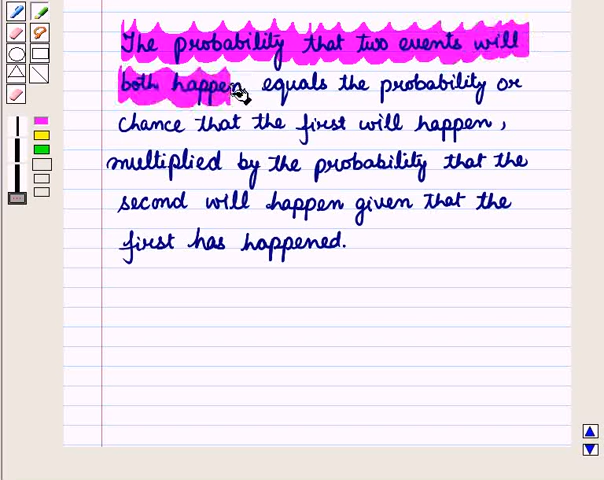 The probability that two events will
both happen equals the probability or
chance that the first will happen,
multiplied by the probability that the
second will happen given that the
first has happened.